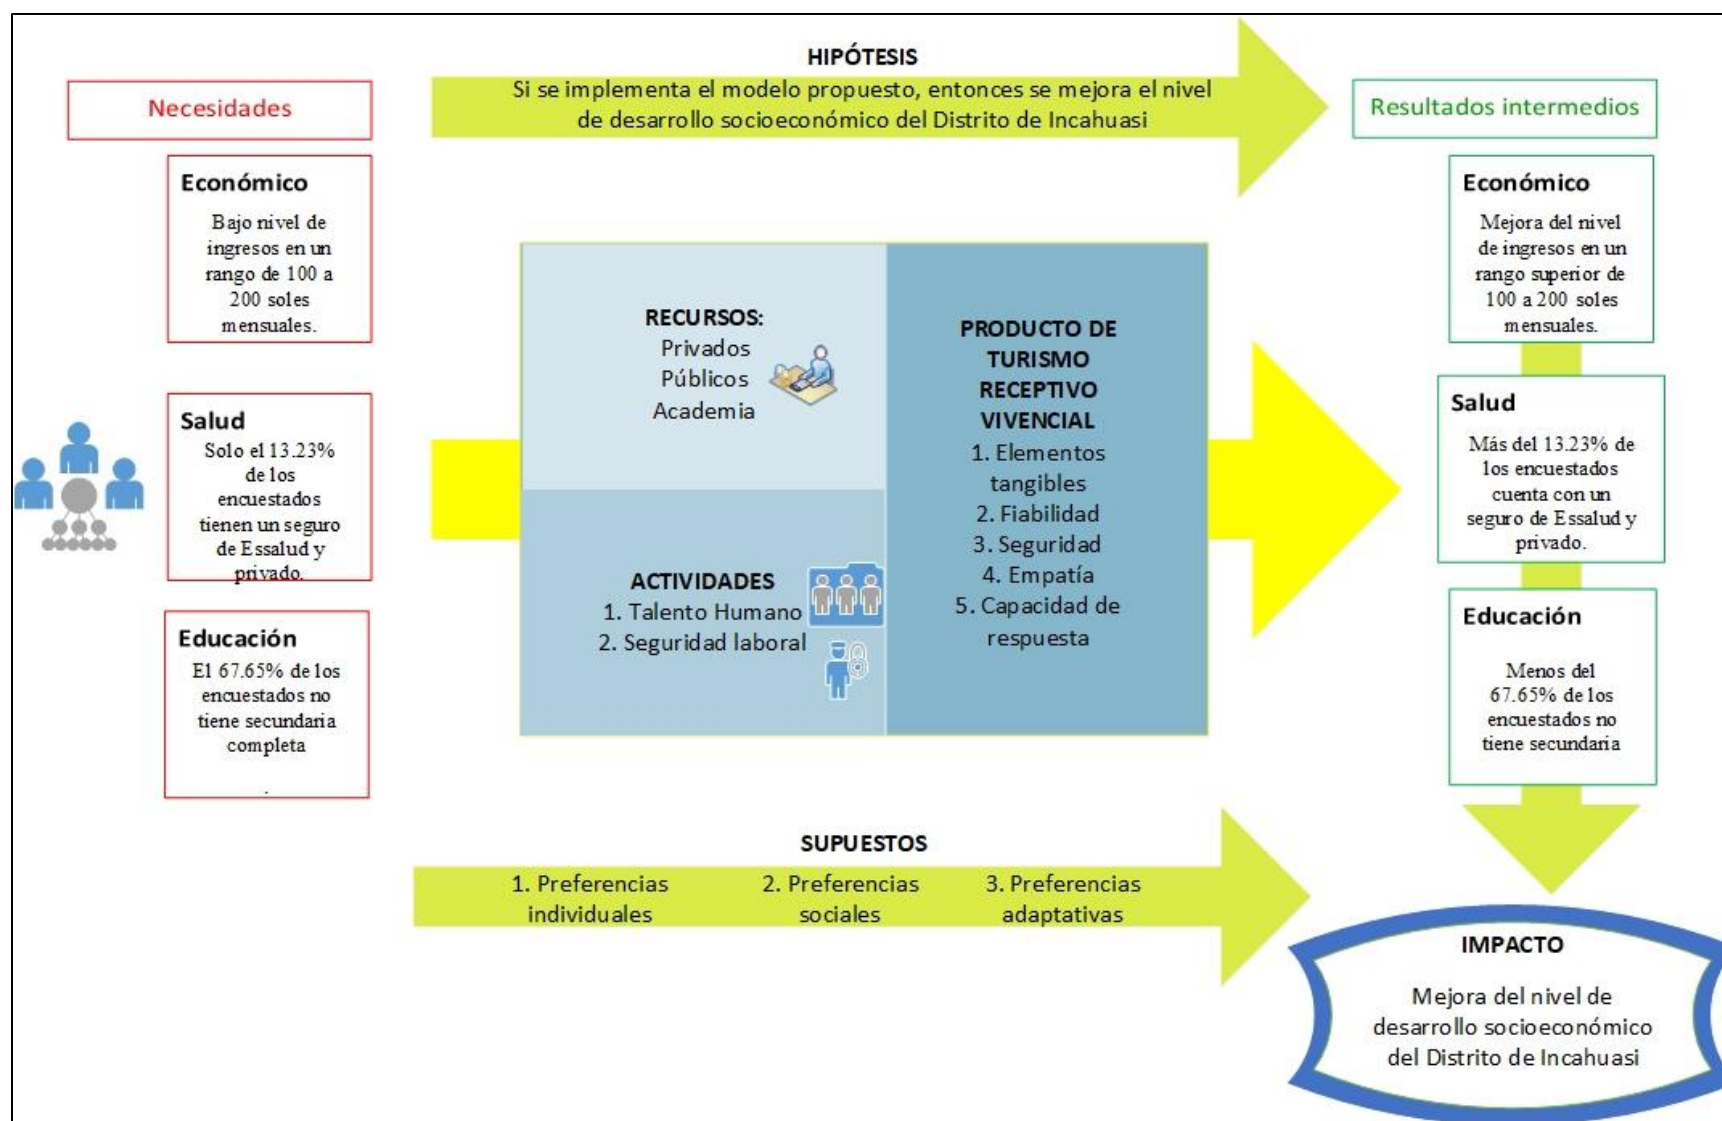 HIPÓTESIS
Si se implementa el modelo propuesto, entonces se mejora el nivel
de desarrollo socioeconómico del Distrito de Incahuasi
Necesidades
Económico
Bajo nivel de
ingresos en un
rango de 100 a
200 soles
mensuales.
Salud
Solo el 13.23%
de los
encuestados
tienen un seguro
de Essalud y
privado.
Educación
El 67.65% de los
encuestados no
tiene secundaria
completa
.
RECURSOS:
Privados
Públicos
Academia
ACTIVIDADES
1. Talento Humano
2. Seguridad laboral
PRODUCTO DE
TURISMO
RECEPTIVO
VIVENCIAL
1. Elementos
tangibles
2. Fiabilidad
3. Seguridad
4. Empatía
5. Capacidad de
respuesta
Resultados intermedios
Económico
Mejora del nivel
de ingresos en un
rango superior de
100 a 200 soles
mensuales.
Salud
Más del 13.23% de
los encuestados
cuenta con un
seguro de Essalud y
privado.
Educación
Menos del
67.65% de los
encuestados no
tiene secundaria
SUPUESTOS
1. Preferencias
individuales
2. Preferencias
sociales
3. Preferencias
adaptativas
IMPACTO
Mejora del nivel de
desarrollo socioeconómico
del Distrito de Incahuasi